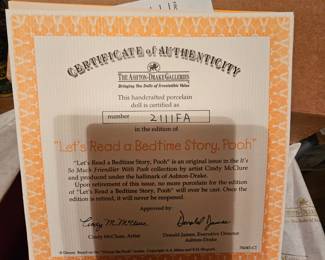 CERTIFICATE OF AUTHENTICITY
THE ASHTON-DRAKE GALLERIES
Bringing You Dolls of Irresistible Value
This handcrafted porcelain
doll is certified as
number 2111FA
in the edition of
"Let's Read a Bedtime Story, Pooh"
"Let's Read a Bedtime Story, Pooh" is an original issue in the It's
So Much Friendlier With Pooh collection by artist Cindy McClure
and produced under the hallmark of Ashton-Drake.
Upon retirement of this issue, no more porcelain for the edition
of "Let's Read a Bedtime Story, Pooh" will ever be cast. Once the
edition is retired, it will never be reopened.
Approved by
Cindy M. McClure
Donald James
Cindy McClure, Artist
Donald James, Executive Director
Ashton-Drake